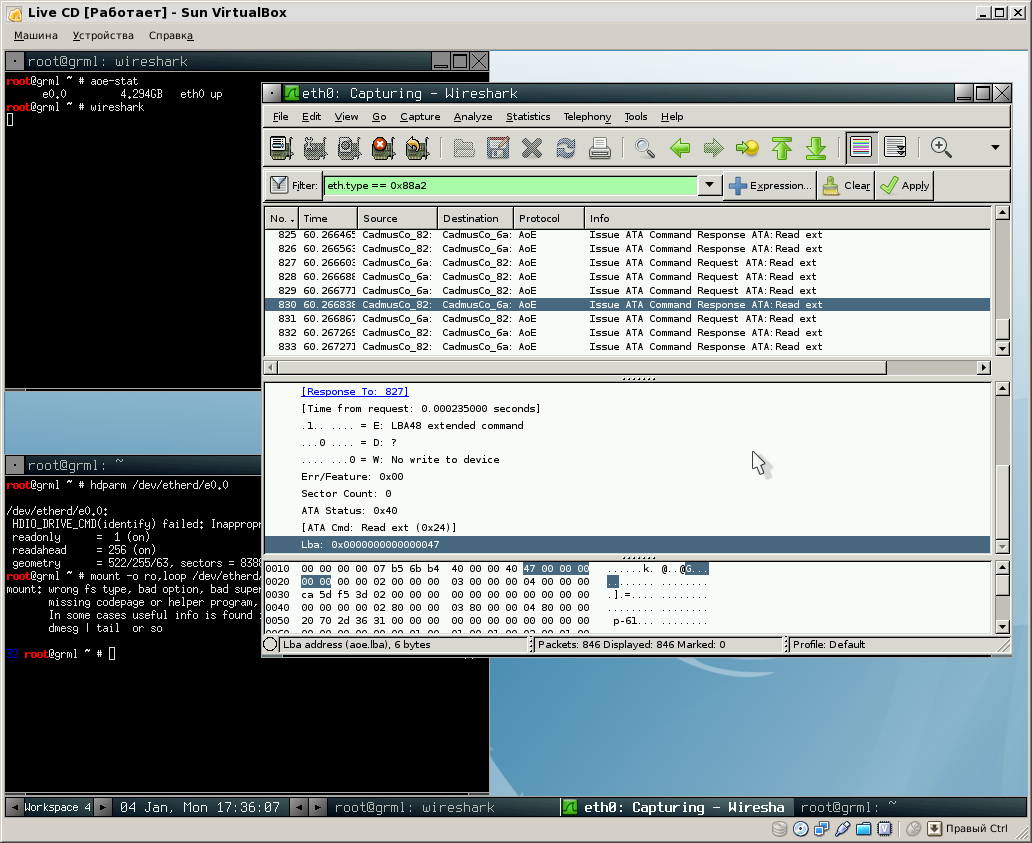 Live CD [Работает] - Sun VirtualBox
Машина Устройства Справка
root@grml: wireshark
root@grml ~ # aoe-stat
e0.0 4.294GB eth0 up
root@grml ~ # wireshark
eth0: Capturing - Wireshark
File Edit View Go Capture Analyze Statistics Telephony Tools Help
Filter: eth.type == 0x88a2 Expression... Clear Apply
No. . Time Source Destination Protocol Info
825 60.266465 CadmusCo_82: CadmusCo_6a: AoE Issue ATA Command Response ATA:Read ext
826 60.266563 CadmusCo_82: CadmusCo_6a: AoE Issue ATA Command Response ATA:Read ext
827 60.266603 CadmusCo_6a: CadmusCo_82: AoE Issue ATA Command Request ATA:Read ext
828 60.266688 CadmusCo_6a: CadmusCo_82: AoE Issue ATA Command Request ATA:Read ext
829 60.266771 CadmusCo_6a: CadmusCo_82: AoE Issue ATA Command Request ATA:Read ext
830 60.266838 CadmusCo_82: CadmusCo_6a: AoE Issue ATA Command Response ATA:Read ext
831 60.266867 CadmusCo_6a: CadmusCo_82: AoE Issue ATA Command Request ATA:Read ext
832 60.267265 CadmusCo_82: CadmusCo_6a: AoE Issue ATA Command Response ATA:Read ext
833 60.267271 CadmusCo_82: CadmusCo_6a: AoE Issue ATA Command Response ATA:Read ext
[Response To: 827]
[Time from request: 0.000235000 seconds]
.1.. .... = E: LBA48 extended command
...0 .... = D: ?
.... ...0 = W: No write to device
Err/Feature: 0x00
Sector Count: 0
ATA Status: 0x40
[ATA Cmd: Read ext (0x24)]
Lba: 0x0000000000000047
0010 00 00 00 00 07 b5 6b b4 40 00 00 40 47 00 00 00 ......k. @..@G...
0020 00 00 00 00 02 00 00 00 03 00 00 00 04 00 00 00 ........ ........
0030 ca 5d f5 3d 02 00 00 00 00 00 00 00 00 00 00 00 .].=.... ........
0040 00 00 00 00 02 80 00 00 03 80 00 00 04 80 00 00 ........ ........
0050 20 70 2d 36 31 00 00 00 00 00 00 00 00 00 00 00 p-61... ........
Lba address (aoe.lba), 6 bytes Packets: 846 Displayed: 846 Marked: 0 Profile: Default
root@grml: ~
root@grml ~ # hdparm /dev/etherd/e0.0
/dev/etherd/e0.0:
HDIO_DRIVE_CMD(identify) failed: Inapprop
readonly = 1 (on)
readahead = 256 (on)
geometry = 522/255/63, sectors = 8388
root@grml ~ # mount -o ro,loop /dev/etherd/
mount: wrong fs type, bad option, bad super
missing codepage or helper program,
In some cases useful info is found
dmesg | tail or so
32 root@grml ~ #
Workspace 4 04 Jan, Mon 17:36:07 root@grml: wireshark eth0: Capturing - Wiresha root@grml: ~
Правый Ctrl